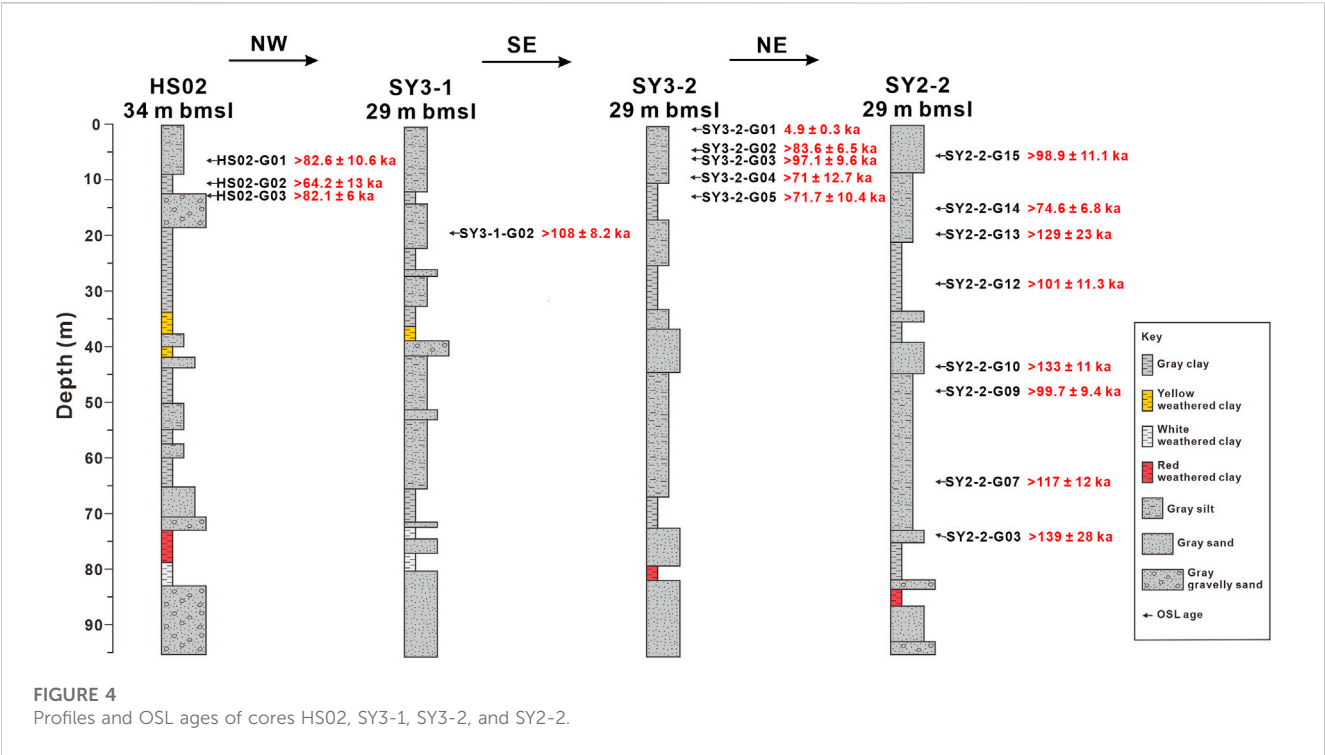 NW
SE
NE
HS02
34 m bmsl
SY3-1
29 m bmsl
SY3-2
29 m bmsl
SY2-2
29 m bmsl
Depth (m)
0
10
20
30
40
50
60
70
80
90
HS02-G01 >82.6 ± 10.6 ka
HS02-G02 >64.2 ± 13 ka
HS02-G03 >82.1 ± 6 ka
SY3-1-G02 >108 ± 8.2 ka
SY3-2-G01 4.9 ± 0.3 ka
SY3-2-G02 >83.6 ± 6.5 ka
SY3-2-G03 >97.1 ± 9.6 ka
SY3-2-G04 >71 ± 12.7 ka
SY3-2-G05 >71.7 ± 10.4 ka
SY2-2-G15 >98.9 ± 11.1 ka
SY2-2-G14 >74.6 ± 6.8 ka
SY2-2-G13 >129 ± 23 ka
SY2-2-G12 >101 ± 11.3 ka
SY2-2-G10 >133 ± 11 ka
SY2-2-G09 >99.7 ± 9.4 ka
SY2-2-G07 >117 ± 12 ka
SY2-2-G03 >139 ± 28 ka
Key
Gray clay
Yellow
weathered clay
White
weathered clay
Red
weathered clay
Gray silt
Gray sand
Gray
gravelly sand
OSL age
FIGURE 4
Profiles and OSL ages of cores HS02, SY3-1, SY3-2, and SY2-2.